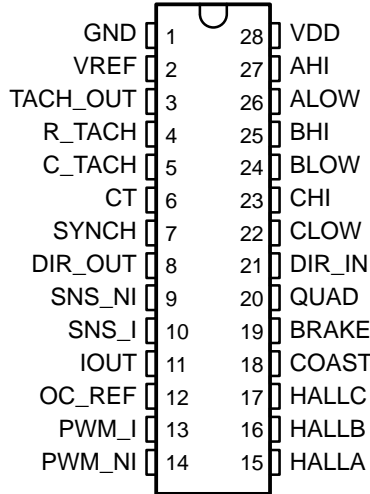 GND 1 28 VDD
VREF 2 27 AHI
TACH_OUT 3 26 ALOW
R_TACH 4 25 BHI
C_TACH 5 24 BLOW
CT 6 23 CHI
SYNCH 7 22 CLOW
DIR_OUT 8 21 DIR_IN
SNS_NI 9 20 QUAD
SNS_I 10 19 BRAKE
IOUT 11 18 COAST
OC_REF 12 17 HALLC
PWM_I 13 16 HALLB
PWM_NI 14 15 HALLA